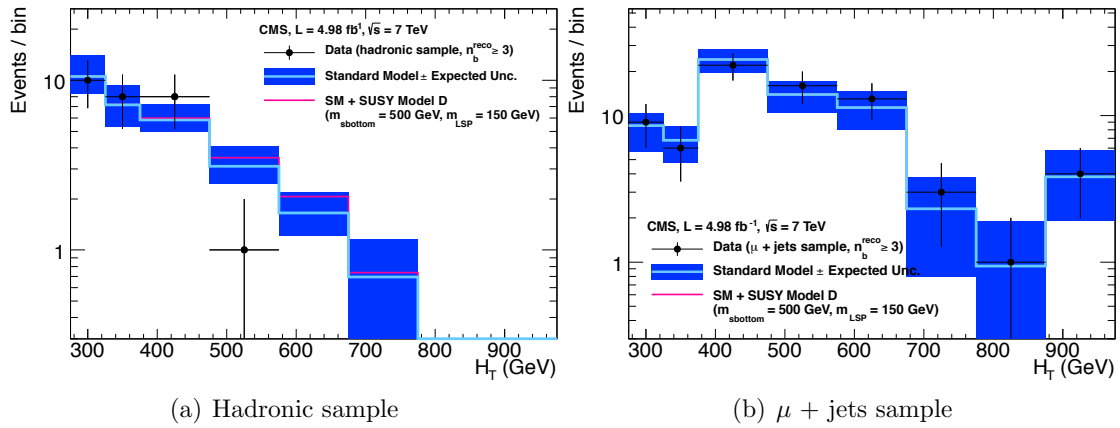 CMS, L = 4.98 fb⁻¹, √s = 7 TeV
Data (hadronic sample, n_b^reco ≥ 3)
Standard Model ± Expected Unc.
SM + SUSY Model D
(m_sbottom = 500 GeV, m_LSP = 150 GeV)
Events / bin
10
1
300 400 500 600 700 800 900
H_T (GeV)
(a) Hadronic sample
Events / bin
10
1
CMS, L = 4.98 fb⁻¹, √s = 7 TeV
Data (μ + jets sample, n_b^reco ≥ 3)
Standard Model ± Expected Unc.
SM + SUSY Model D
(m_sbottom = 500 GeV, m_LSP = 150 GeV)
300 400 500 600 700 800 900
H_T (GeV)
(b) μ + jets sample